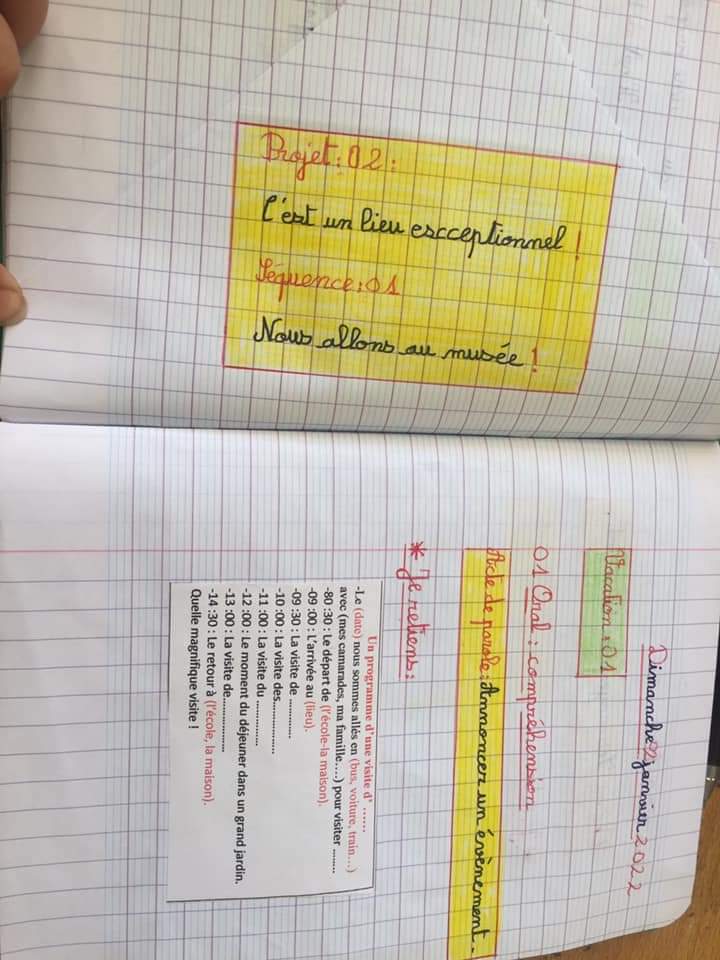 Projet : 02 :
C'est un lieu escceptionnel !
Séquence : 01
Nous allons au musée !
Dimanche 02 janvier 2022
Vacation : 01
01 Oral : compréhension
Acte de parole : Annoncer un évènement.
* Je retiens :
Un programme d'une visite d' ......
-Le (date) nous sommes allés en (bus, voiture, train...)
avec (mes camarades, ma famille....) pour visiter ........
-80 :30 : Le départ de (l'école-la maison).
-09 :00 : L'arrivée au (lieu).
-09 :30 : La visite de ............
-10 :00 : La visite des................
-11 :00 : La visite du ................
-12 :00 : Le moment du déjeuner dans un grand jardin.
-13 :00 : La visite de................
-14 :30 : Le retour à (l'école, la maison).
Quelle magnifique visite !